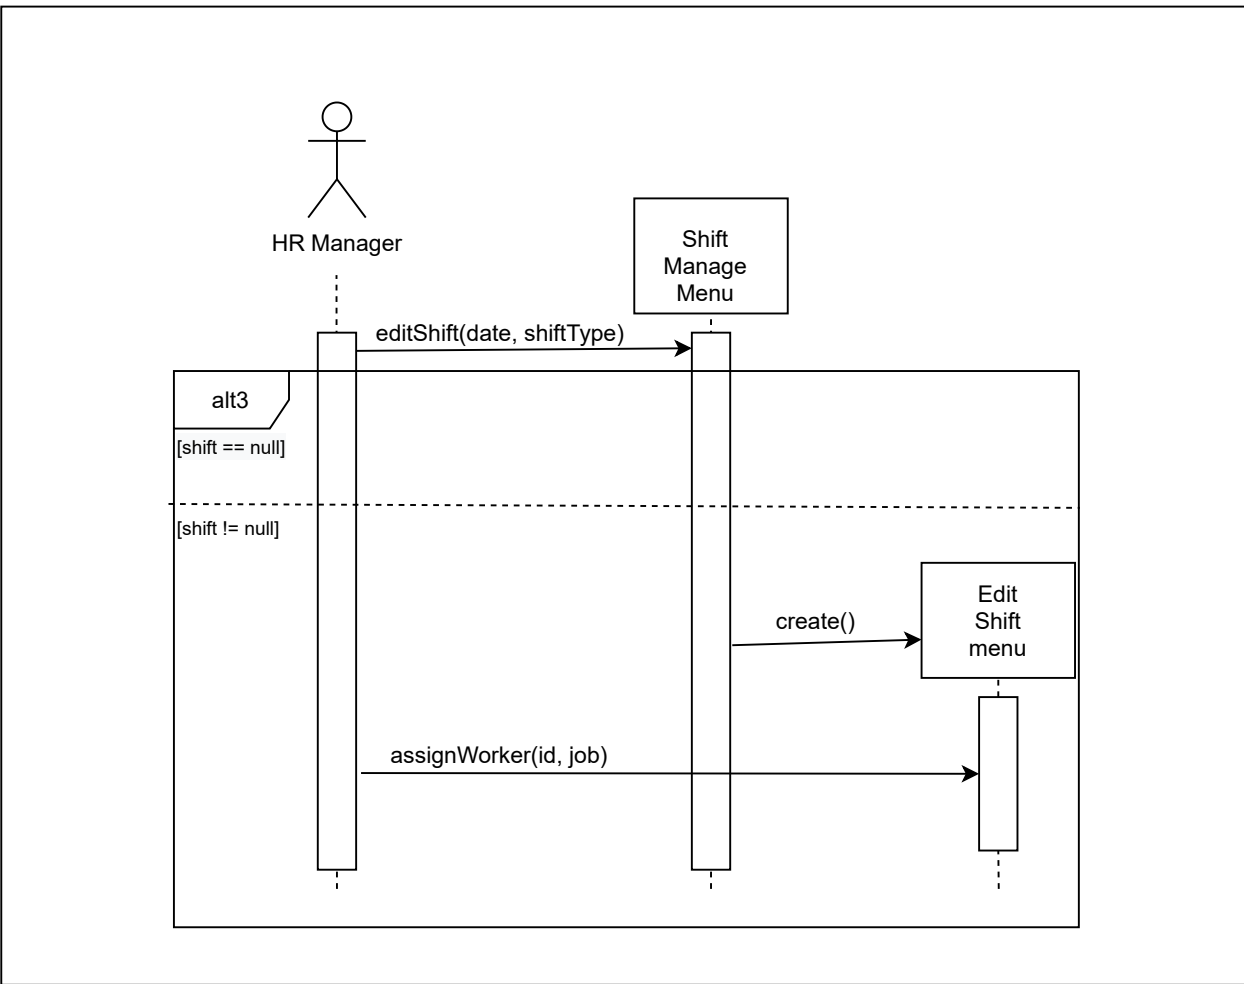 HR Manager
Shift
Manage
Menu
editShift(date, shiftType)
alt3
[shift == null]
[shift != null]
Edit
Shift
menu
create()
assignWorker(id, job)